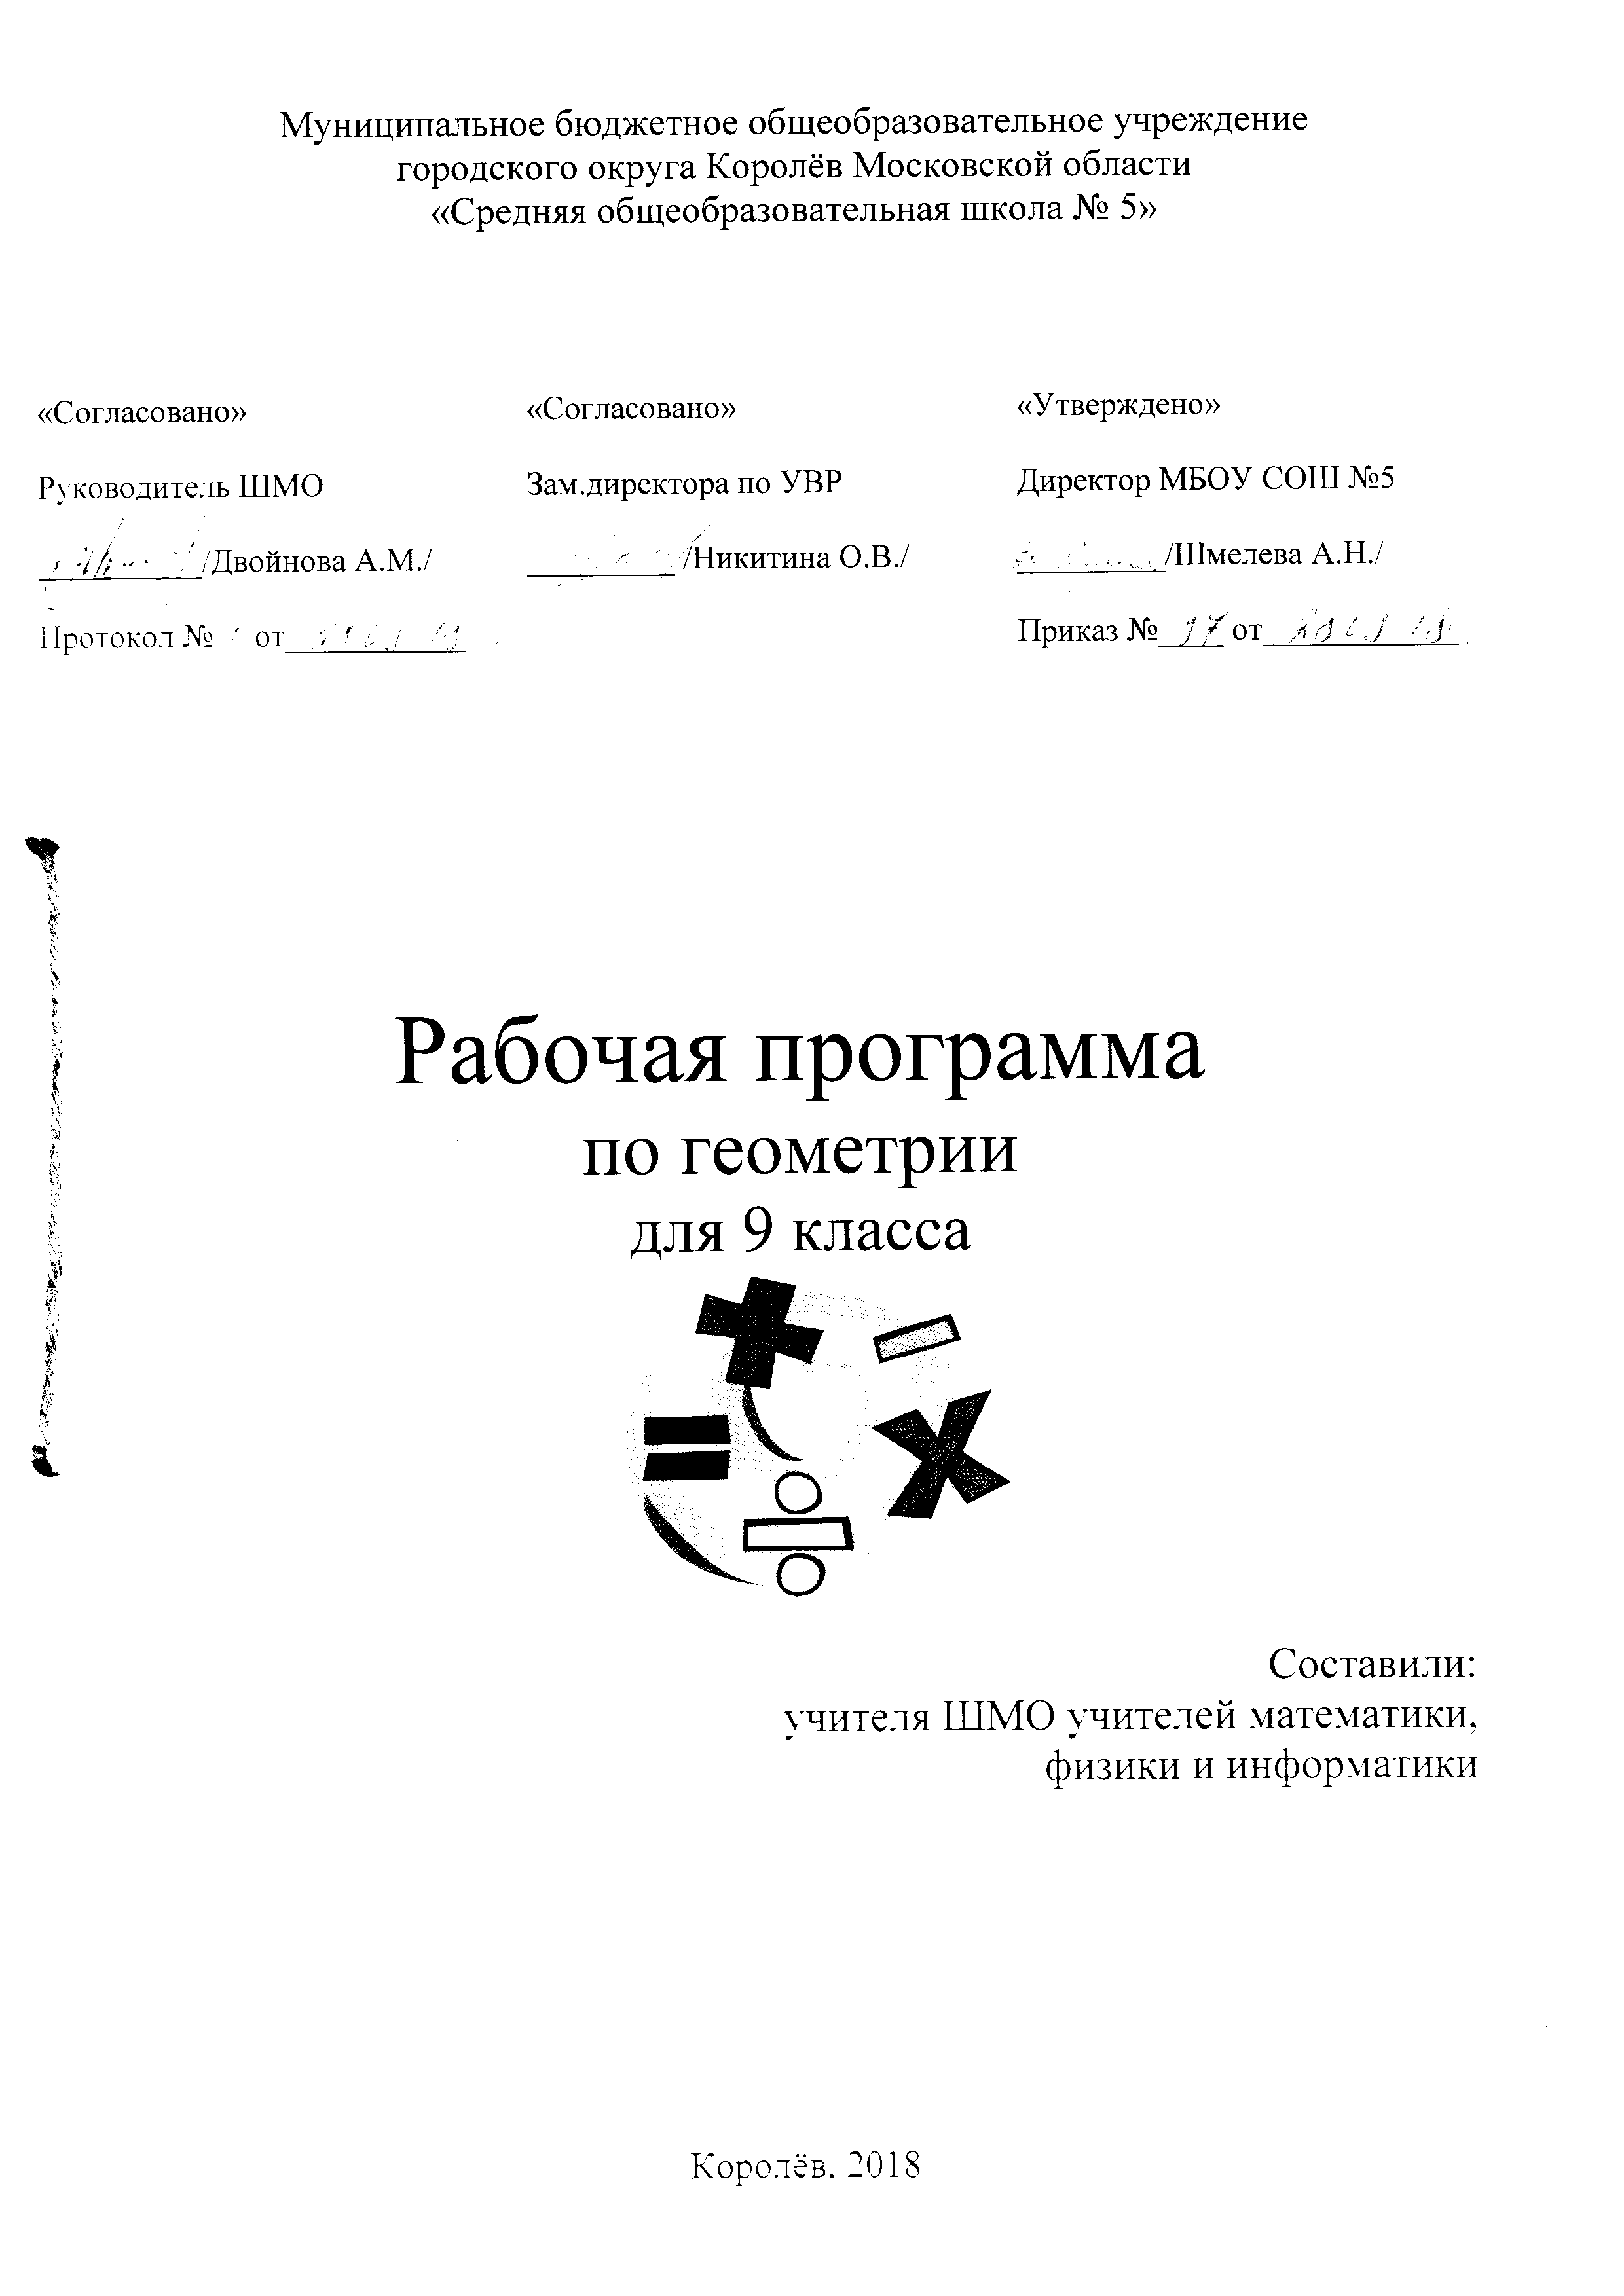 Муниципальное бюджетное общеобразовательное учреждение
городского округа Королёв Московской области
«Средняя общеобразовательная школа № 5»
«Согласовано»
Руководитель ШМО
/Двойнова А.М./
Протокол № от
«Согласовано»
Зам.директора по УВР
/Никитина О.В./
«Утверждено»
Директор МБОУ СОШ №5
/Шмелева А.Н./
Приказ № от
Рабочая программа
по геометрии
для 9 класса
Составили:
учителя ШМО учителей математики,
физики и информатики
Королёв. 2018